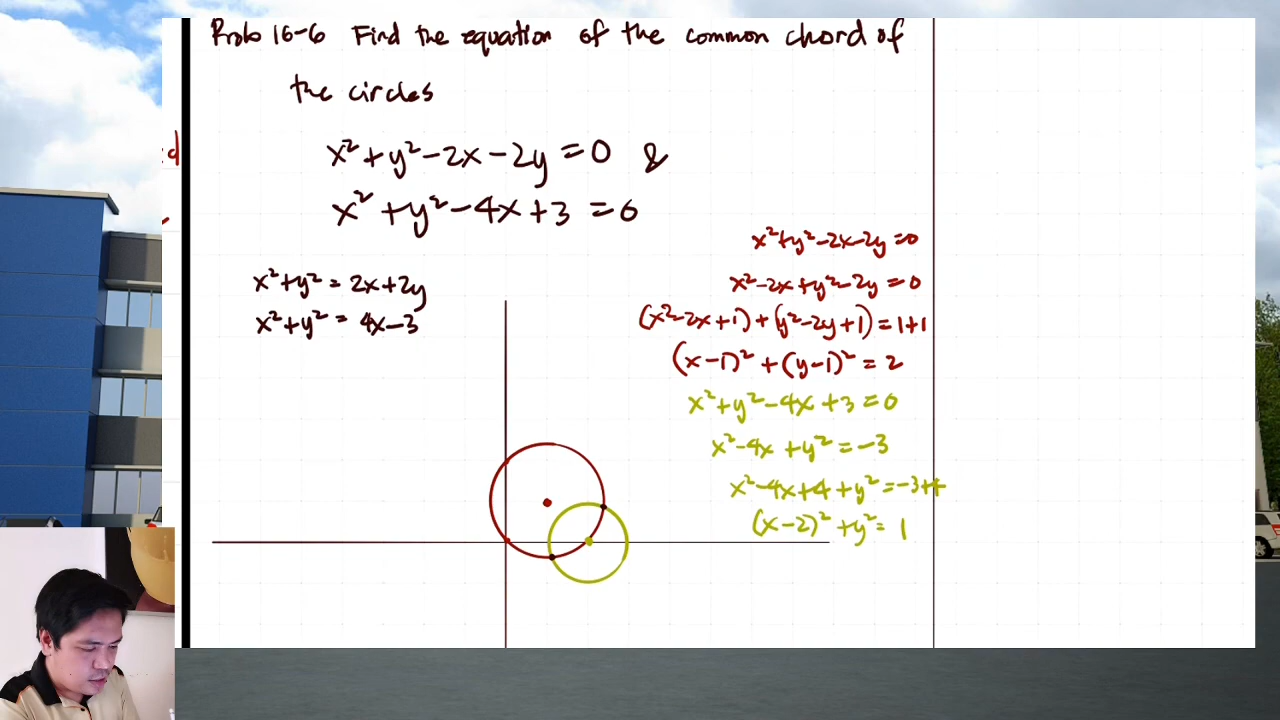 Prob 16-6 Find the equation of the common chord of
the circles
x²+y²-2x-2y=0 &
x²+y²-4x+3=0
x²+y²=2x+2y
x²+y²=4x-3
x²+y²-2x-2y=0
x²-2x+y²-2y=0
(x²-2x+1)+(y²-2y+1)=1+1
(x-1)²+(y-1)²=2
x²+y²-4x+3=0
x²-4x+y²=-3
x²-4x+4+y²=-3+4
(x-2)²+y²=1